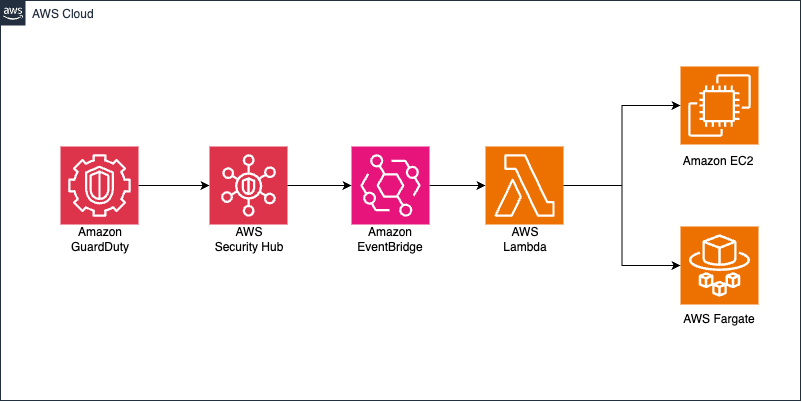 aws
AWS Cloud
Amazon
GuardDuty
AWS
Security Hub
Amazon
EventBridge
AWS
Lambda
Amazon EC2
AWS Fargate